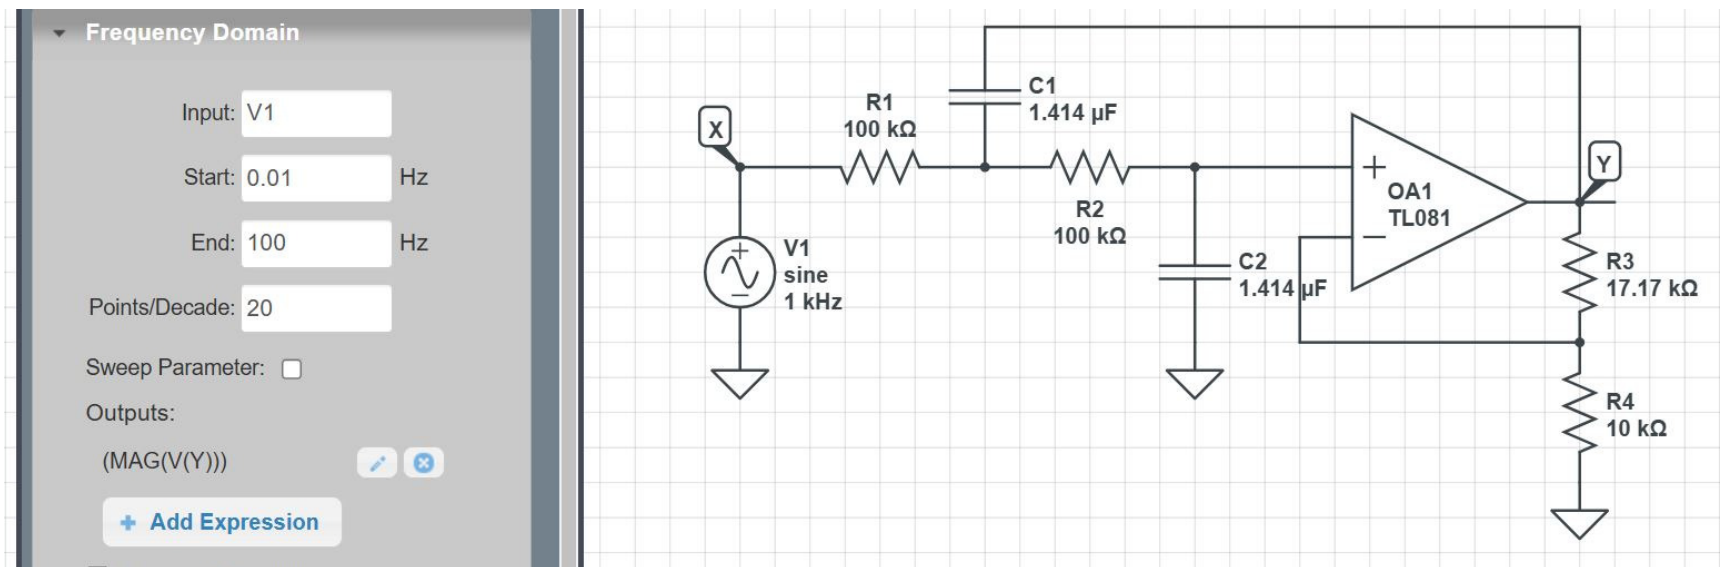 Frequency Domain
Input: V1
Start: 0.01 Hz
End: 100 Hz
Points/Decade: 20
Sweep Parameter:
Outputs:
(MAG(V(Y)))
+ Add Expression
X
V1
sine
1 kHz
R1
100 kΩ
C1
1.414 µF
R2
100 kΩ
C2
1.414 µF
+
−
OA1
TL081
Y
R3
17.17 kΩ
R4
10 kΩ